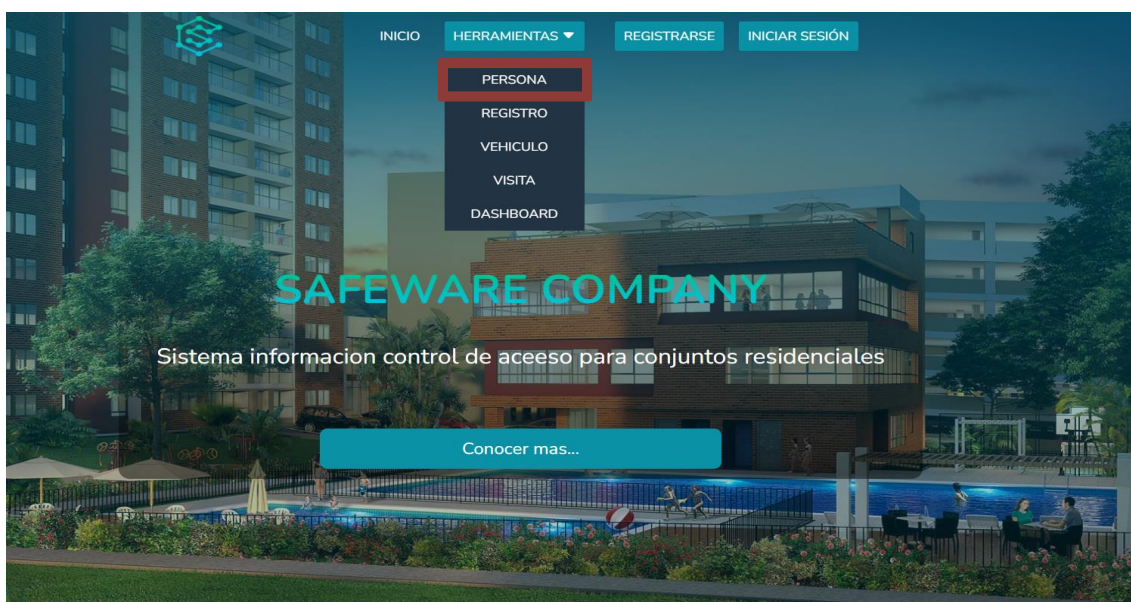 INICIO
HERRAMIENTAS
REGISTRARSE
INICIAR SESIÓN
PERSONA
REGISTRO
VEHICULO
VISITA
DASHBOARD
SAFEWARE COMPANY
Sistema informacion control de aceeso para conjuntos residenciales
Conocer mas...